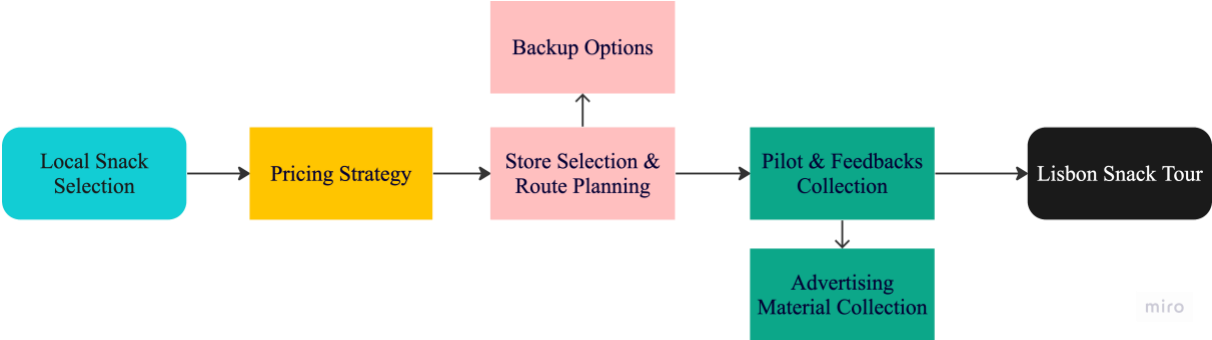 Backup Options
Local Snack
Selection
Pricing Strategy
Store Selection &
Route Planning
Pilot & Feedbacks
Collection
Lisbon Snack Tour
Advertising
Material Collection
miro